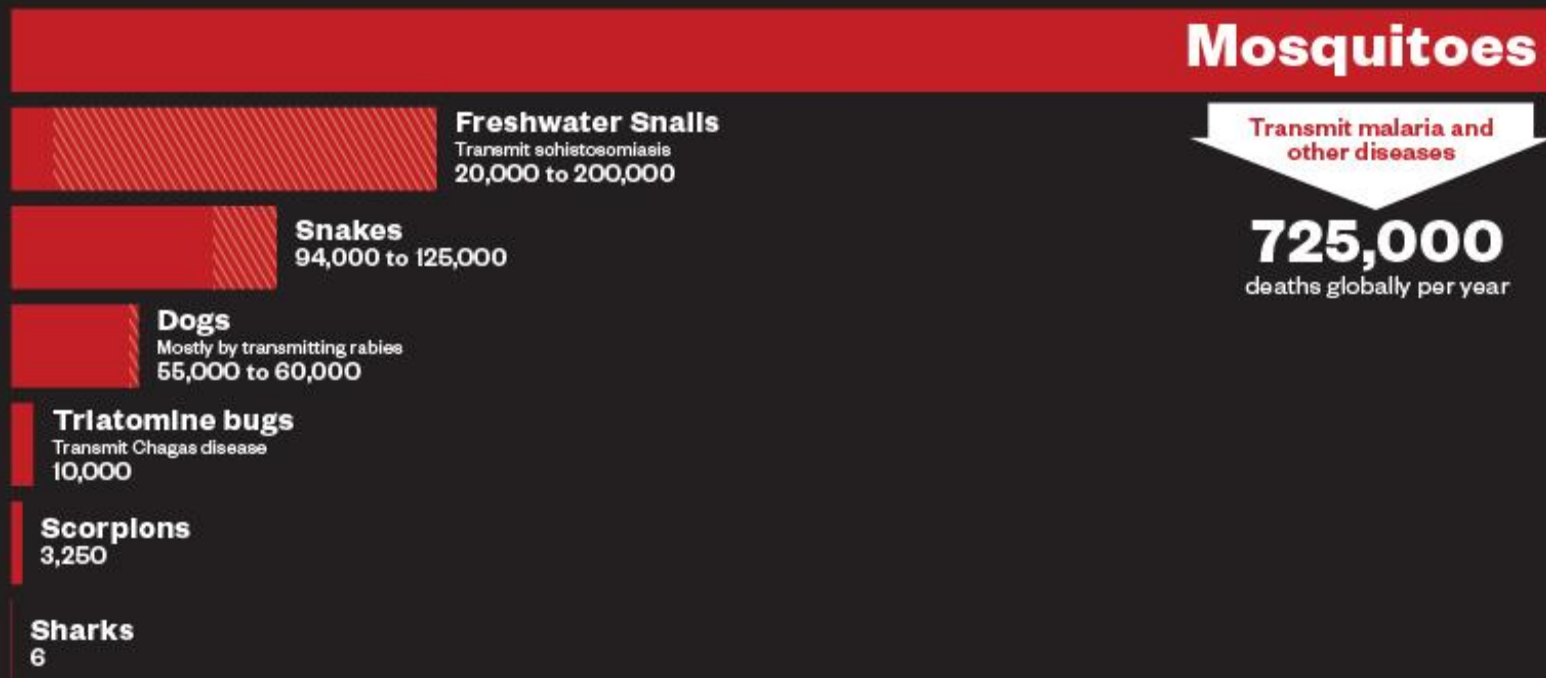 Mosquitoes
Transmit malaria and
other diseases
725,000
deaths globally per year
Freshwater Snails
Transmit schistosomiasis
20,000 to 200,000
Snakes
94,000 to 125,000
Dogs
Mostly by transmitting rabies
55,000 to 60,000
Triatomine bugs
Transmit Chagas disease
10,000
Scorpions
3,250
Sharks
6